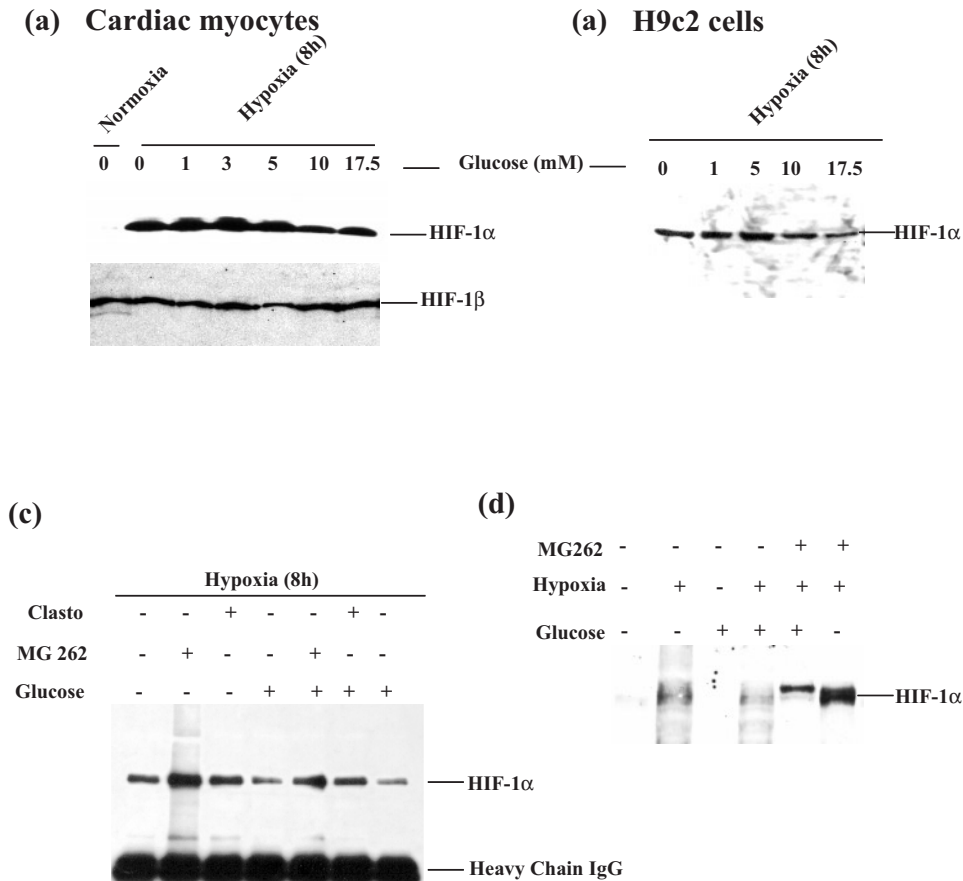 (a) Cardiac myocytes
Normoxia
Hypoxia (8h)
0 0 1 3 5 10 17.5
Glucose (mM)
HIF-1α
HIF-1β
(a) H9c2 cells
Hypoxia (8h)
0 1 5 10 17.5
HIF-1α
(c)
Hypoxia (8h)
Clasto - - + - - + -
MG 262 - + - - + - -
Glucose - - - + + + +
HIF-1α
Heavy Chain IgG
(d)
MG262 - - - - + +
Hypoxia - + - + + +
Glucose - - + + + -
HIF-1α